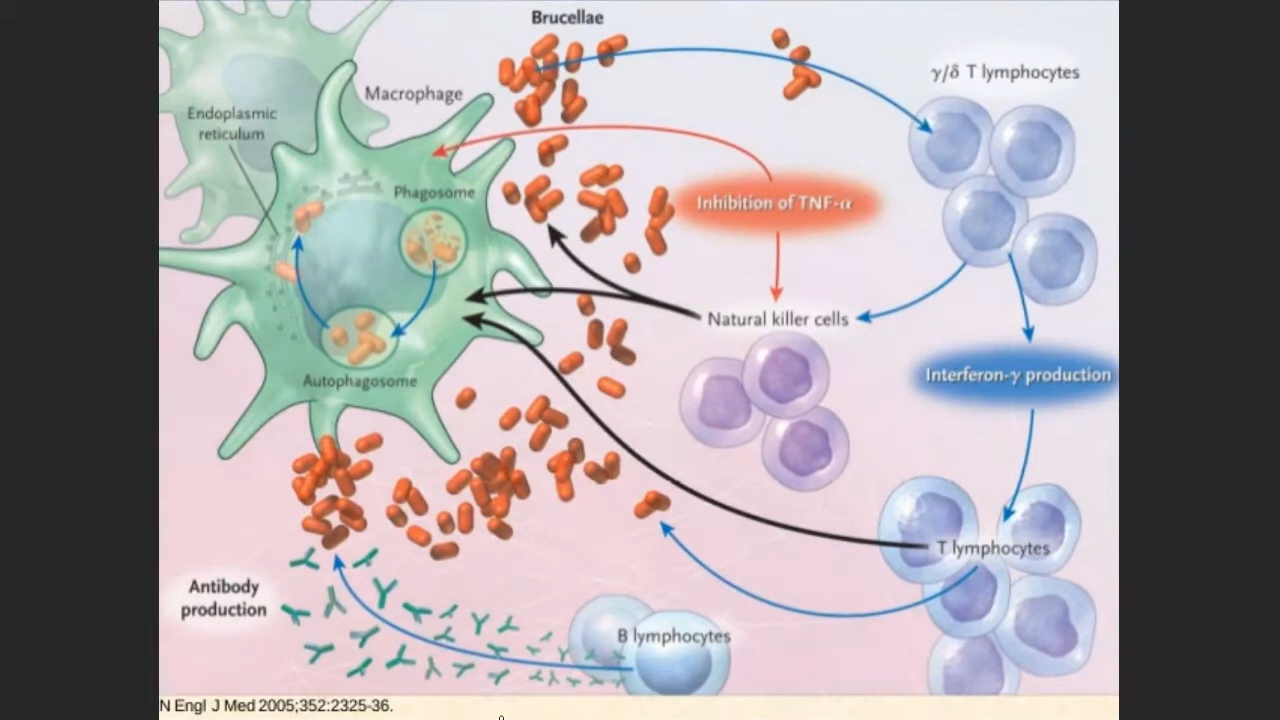 Brucellae
γ/δ T lymphocytes
Macrophage
Endoplasmic
reticulum
Phagosome
Inhibition of TNF-α
Natural killer cells
Autophagosome
Interferon-γ production
T lymphocytes
Antibody
production
B lymphocytes
N Engl J Med 2005;352:2325-36.